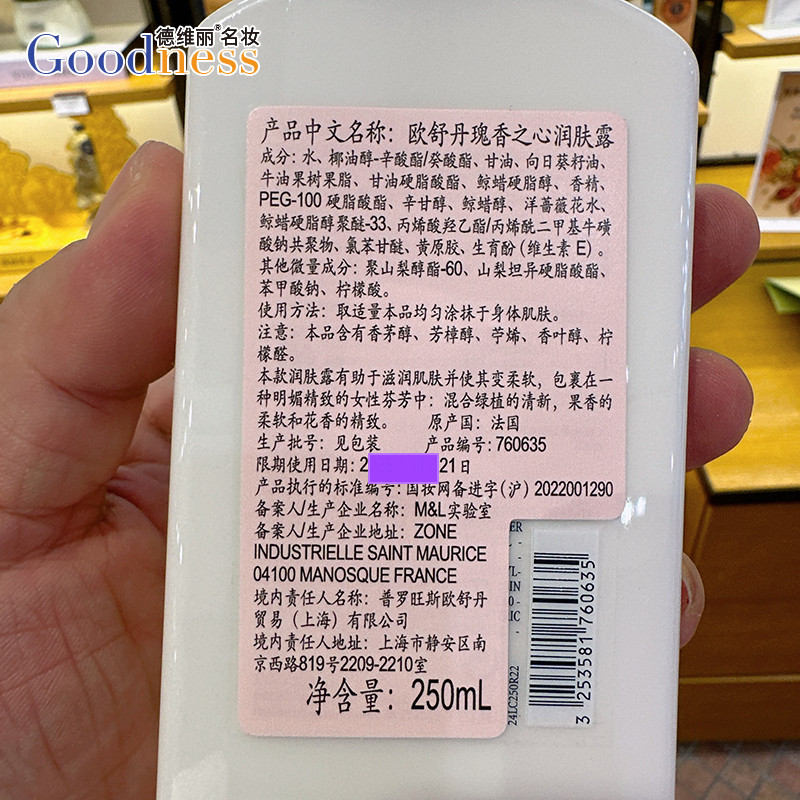 德维丽®名妆
Goodness
产品中文名称：欧舒丹瑰香之心润肤露
成分：水、椰油醇-辛酸酯/癸酸酯、甘油、向日葵籽油、
牛油果树果脂、甘油硬脂酸酯、鲸蜡硬脂醇、香精、
PEG-100 硬脂酸酯、辛甘醇、鲸蜡醇、洋蔷薇花水、
鲸蜡硬脂醇聚醚-33、丙烯酸羟乙酯/丙烯酰二甲基牛磺
酸钠共聚物、氯苯甘醚、黄原胶、生育酚（维生素 E）。
其他微量成分：聚山梨醇酯-60、山梨坦异硬脂酸酯、
苯甲酸钠、柠檬酸。
使用方法：取适量本品均匀涂抹于身体肌肤。
注意：本品含有香茅醇、芳樟醇、苧烯、香叶醇、柠
檬醛。
本款润肤露有助于滋润肌肤并使其变柔软，包裹在一
种明媚精致的女性芬芳中：混合绿植的清新，果香的
柔软和花香的精致。 原产国：法国
生产批号：见包装 产品编号：760635
限期使用日期：2 21日
产品执行的标准编号：国妆网备进字（沪）2022001290
备案人/生产企业名称：M&L实验室
备案人/生产企业地址：ZONE
INDUSTRIELLE SAINT MAURICE
04100 MANOSQUE FRANCE
境内责任人名称：普罗旺斯欧舒丹
贸易（上海）有限公司
境内责任人地址：上海市静安区南
京西路819号2209-2210室
净含量：250mL
24LC250R22
3 253581 760635